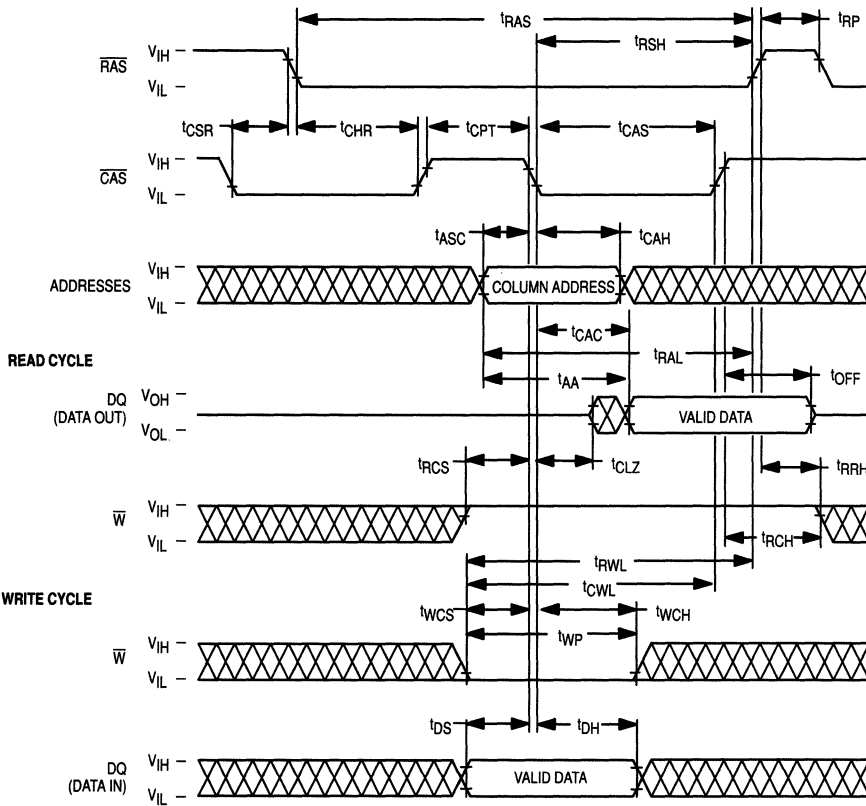 tRAS
tRP
tRSH
RAS
VIH
VIL
tCSR
tCHR
tCPT
tCAS
CAS
VIH
VIL
tASC
tCAH
ADDRESSES
VIH
VIL
COLUMN ADDRESS
tCAC
READ CYCLE
tRAL
tAA
tOFF
DQ
(DATA OUT)
VOH
VOL
VALID DATA
tRCS
tCLZ
tRRH
W
VIH
VIL
tRCH
tRWL
tCWL
WRITE CYCLE
tWCS
tWCH
tWP
W
VIH
VIL
tDS
tDH
DQ
(DATA IN)
VIH
VIL
VALID DATA